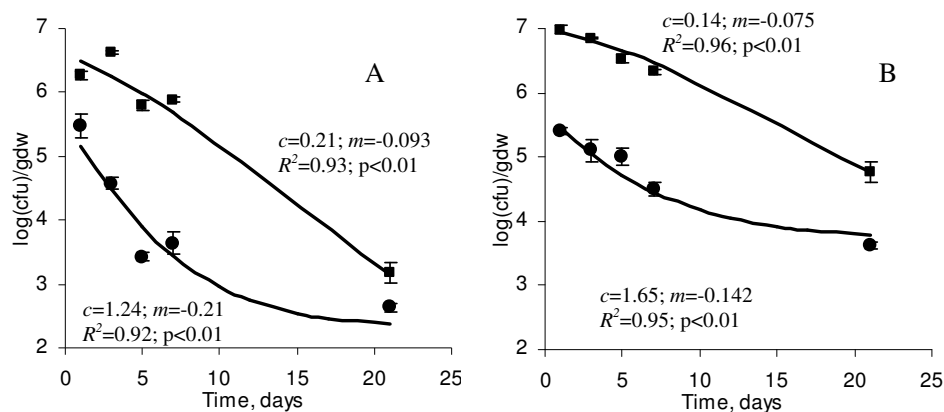 7
6
5
4
3
2
log(cfu)/gdw
A
c=0.21; m=-0.093
R²=0.93; p<0.01
c=1.24; m=-0.21
R²=0.92; p<0.01
0 5 10 15 20 25
Time, days
7
6
5
4
3
2
log(cfu)/gdw
c=0.14; m=-0.075
R²=0.96; p<0.01
B
c=1.65; m=-0.142
R²=0.95; p<0.01
0 5 10 15 20 25
Time, days